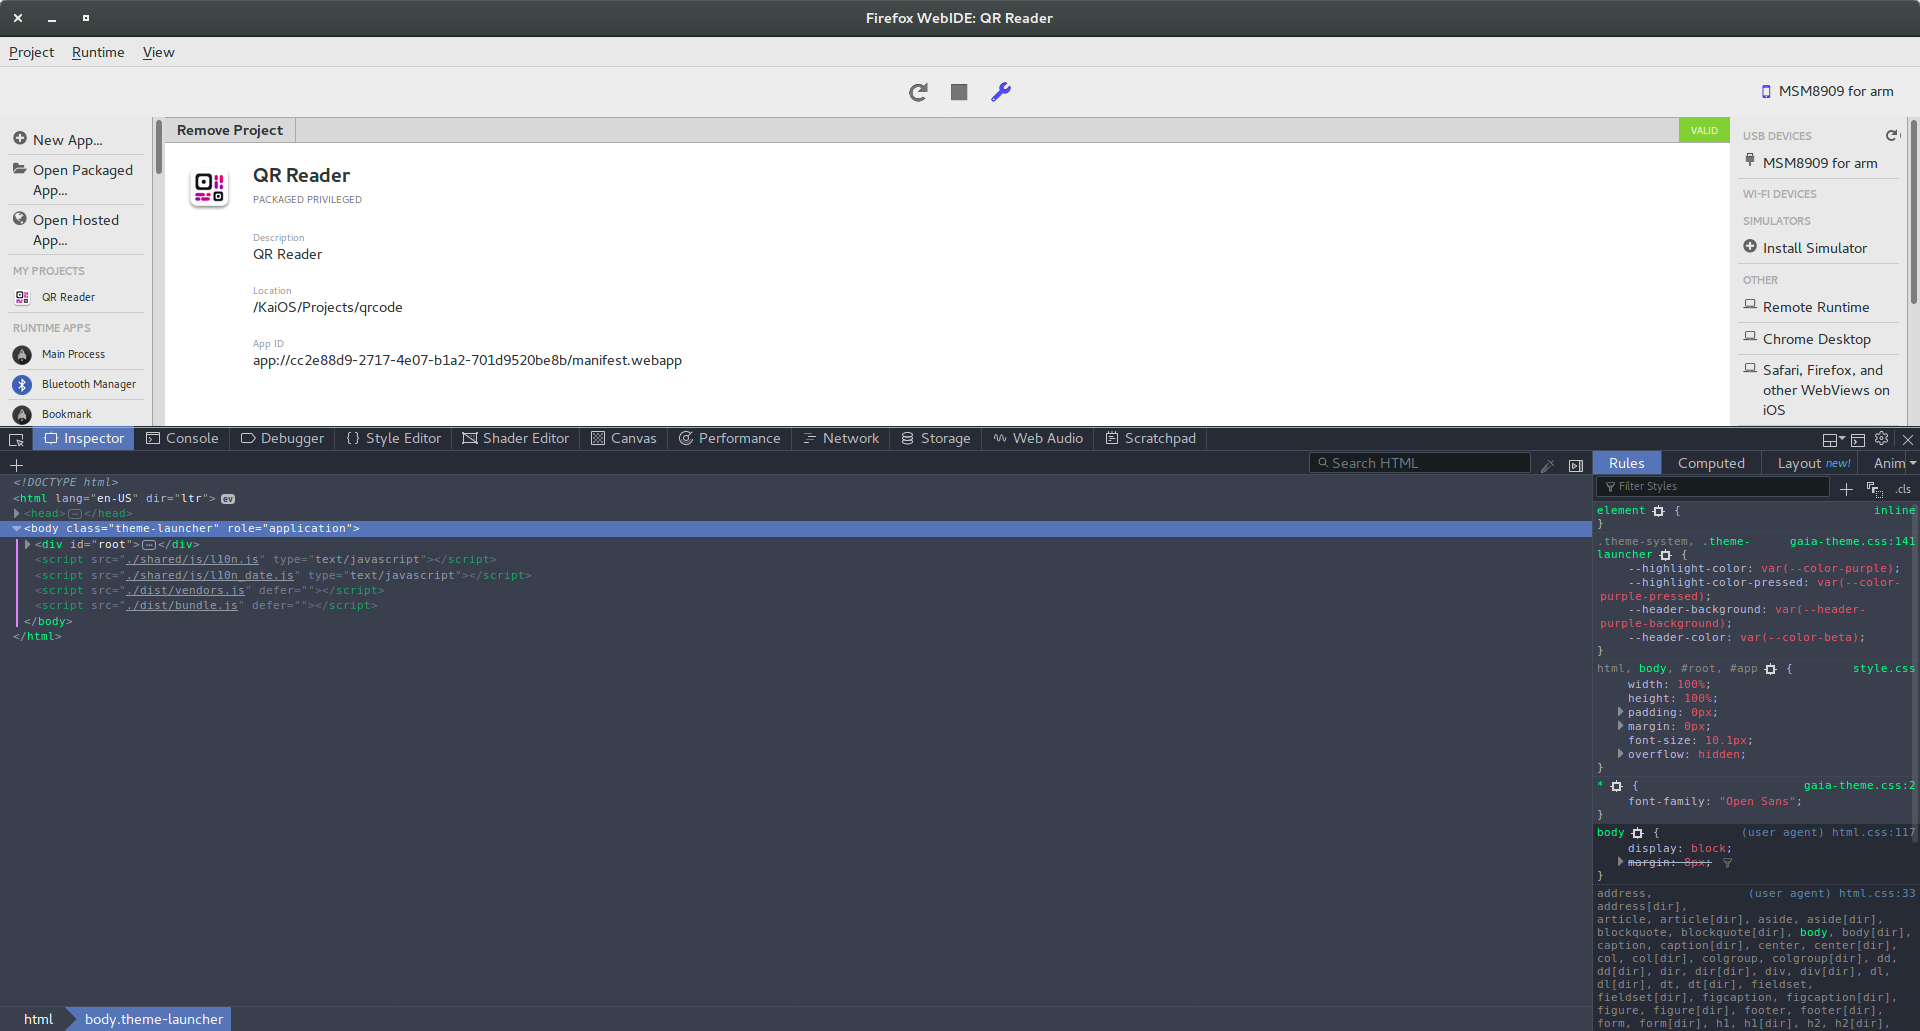 Firefox WebIDE: QR Reader
Project Runtime View
MSM8909 for arm
New App...
Open Packaged
App...
Open Hosted
App...
MY PROJECTS
QR Reader
RUNTIME APPS
Main Process
Bluetooth Manager
Bookmark
Remove Project
VALID
QR Reader
PACKAGED PRIVILEGED
Description
QR Reader
Location
/KaiOS/Projects/qrcode
App ID
app://cc2e88d9-2717-4e07-b1a2-701d9520be8b/manifest.webapp
USB DEVICES
MSM8909 for arm
WI-FI DEVICES
SIMULATORS
Install Simulator
OTHER
Remote Runtime
Chrome Desktop
Safari, Firefox, and
other WebViews on
iOS
Inspector Console Debugger Style Editor Shader Editor Canvas Performance Network Storage Web Audio Scratchpad
Search HTML
<!DOCTYPE html>
<html lang="en-US" dir="ltr"> ev
<head></head>
<body class="theme-launcher" role="application">
<div id="root"></div>
<script src="./shared/js/l10n.js" type="text/javascript"></script>
<script src="./shared/js/l10n_date.js" type="text/javascript"></script>
<script src="./dist/vendors.js" defer=""></script>
<script src="./dist/bundle.js" defer=""></script>
</body>
</html>
html body.theme-launcher
Rules Computed Layout new! Anim
Filter Styles .cls
element { inline
}
.theme-system, .theme- gaia-theme.css:141
launcher {
--highlight-color: var(--color-purple);
--highlight-color-pressed: var(--color-
purple-pressed);
--header-background: var(--header-
purple-background);
--header-color: var(--color-beta);
}
html, body, #root, #app { style.css
width: 100%;
height: 100%;
padding: 0px;
margin: 0px;
font-size: 10.1px;
overflow: hidden;
}
* { gaia-theme.css:2
font-family: "Open Sans";
}
body { (user agent) html.css:117
display: block;
margin: 8px;
}
address, (user agent) html.css:33
address[dir],
article, article[dir], aside, aside[dir],
blockquote, blockquote[dir], body, body[dir],
caption, caption[dir], center, center[dir],
col, col[dir], colgroup, colgroup[dir], dd,
dd[dir], dir, dir[dir], div, div[dir], dl,
dl[dir], dt, dt[dir], fieldset,
fieldset[dir], figcaption, figcaption[dir],
figure, figure[dir], footer, footer[dir],
form, form[dir], h1, h1[dir], h2, h2[dir],